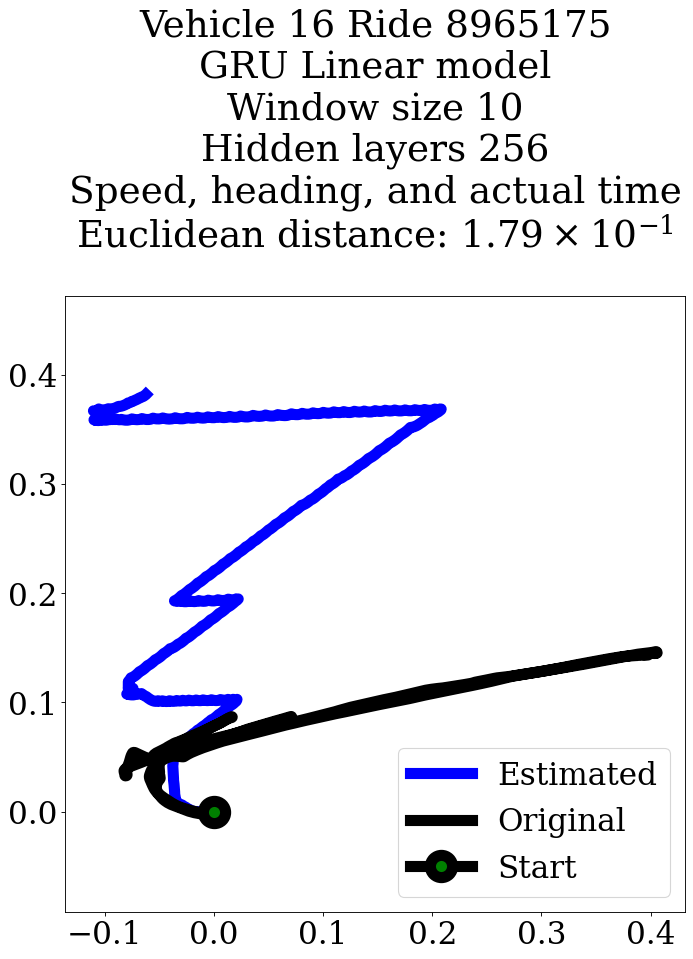 Vehicle 16 Ride 8965175
GRU Linear model
Window size 10
Hidden layers 256
Speed, heading, and actual time
Euclidean distance: 1.79 × 10⁻¹
0.4
0.3
0.2
0.1
0.0
Estimated
Original
Start
−0.1 0.0 0.1 0.2 0.3 0.4